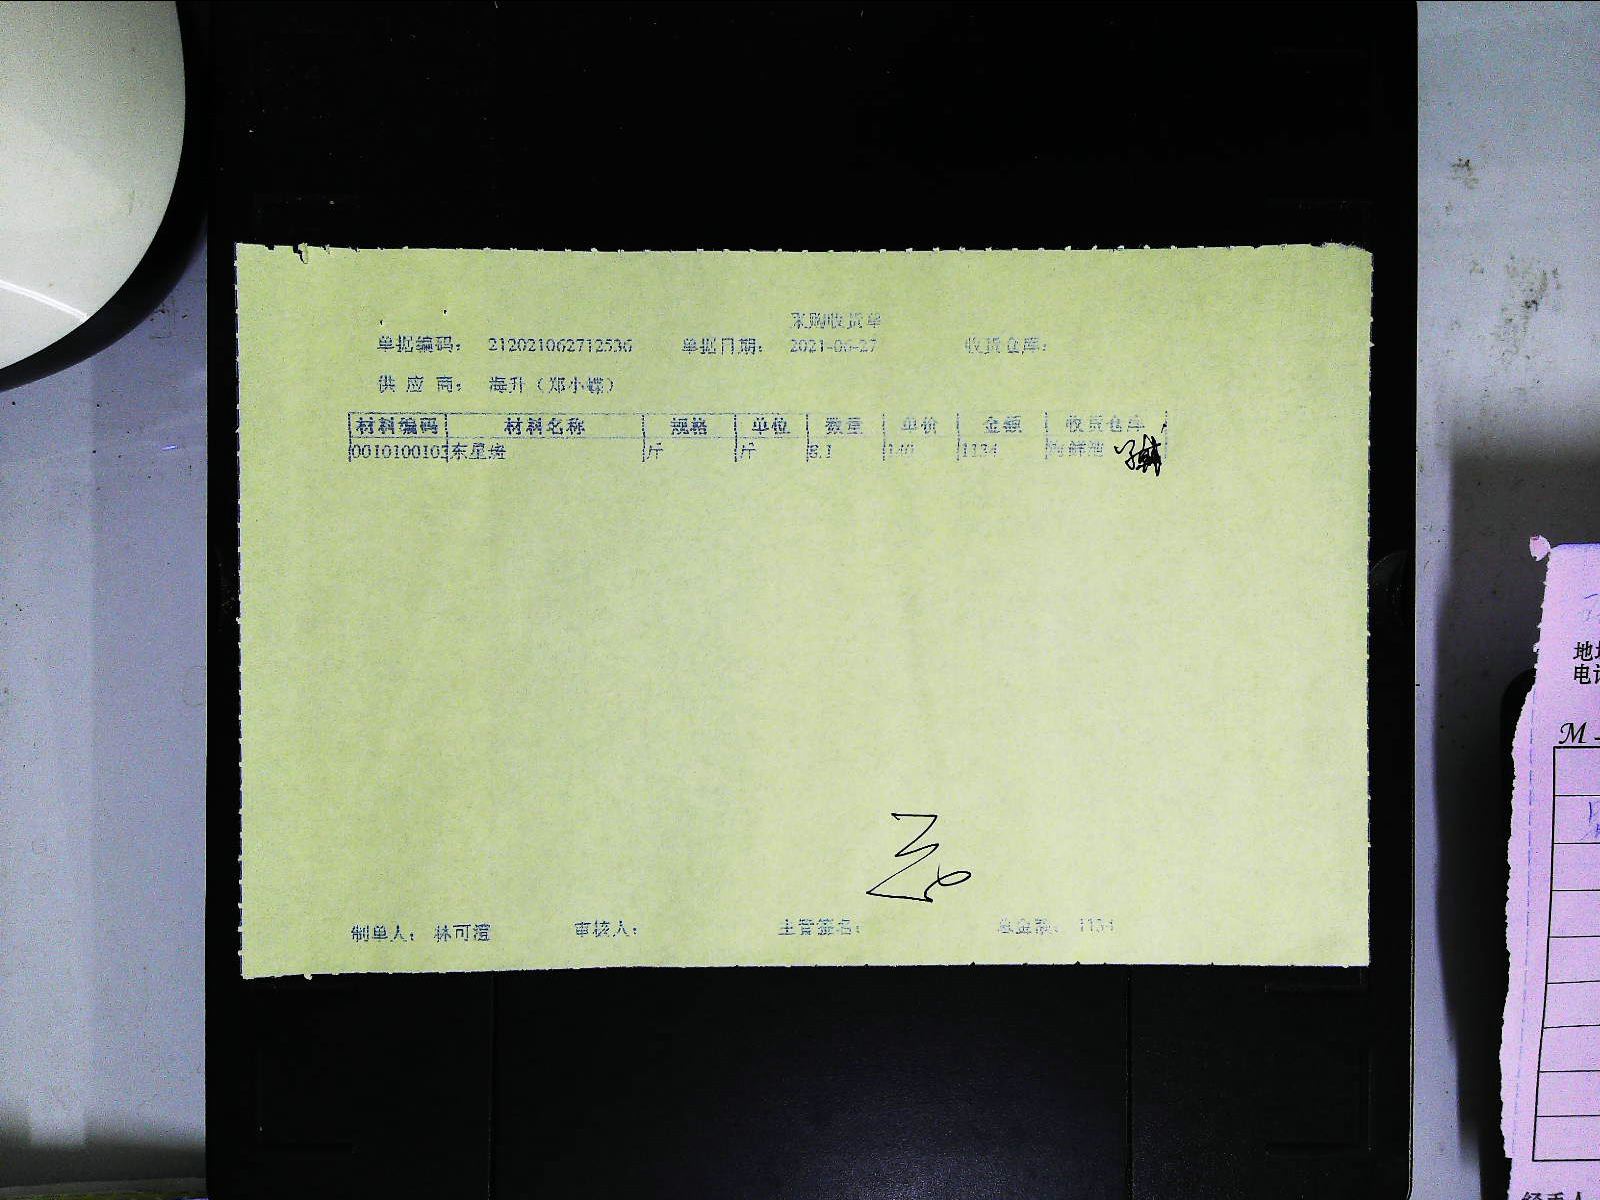 采购收货单
单据编码： 212021062712536 单据日期： 2021-06-27 收货仓库：
供 应 商： 海升（郑小蝶）
材料编码 材料名称 规格 单位 数量 单价 金额 收货仓库
0010100103 东星斑 斤 斤 8.1 140 1134 海鲜池
制单人： 林可澄 审核人： 主管签名： 总金额： 1134
地
电
M